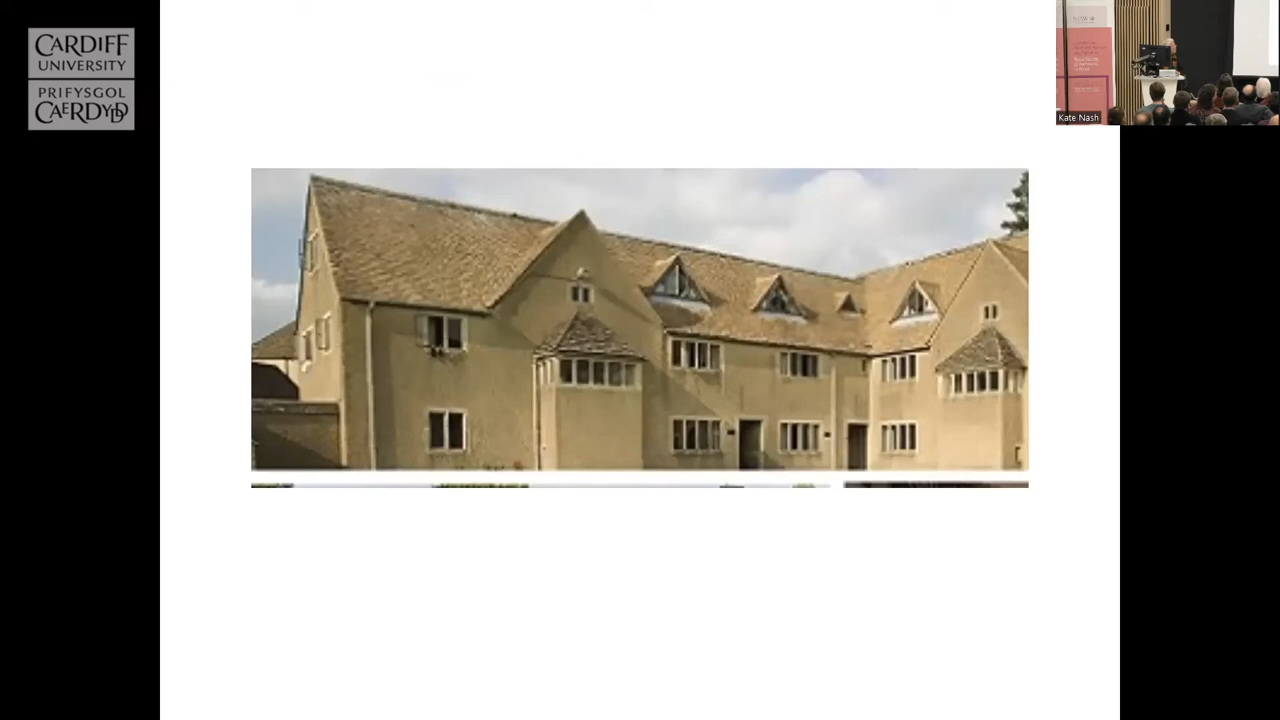 CARDIFF
UNIVERSITY
PRIFYSGOL
CAERDYDD
Kate Nash